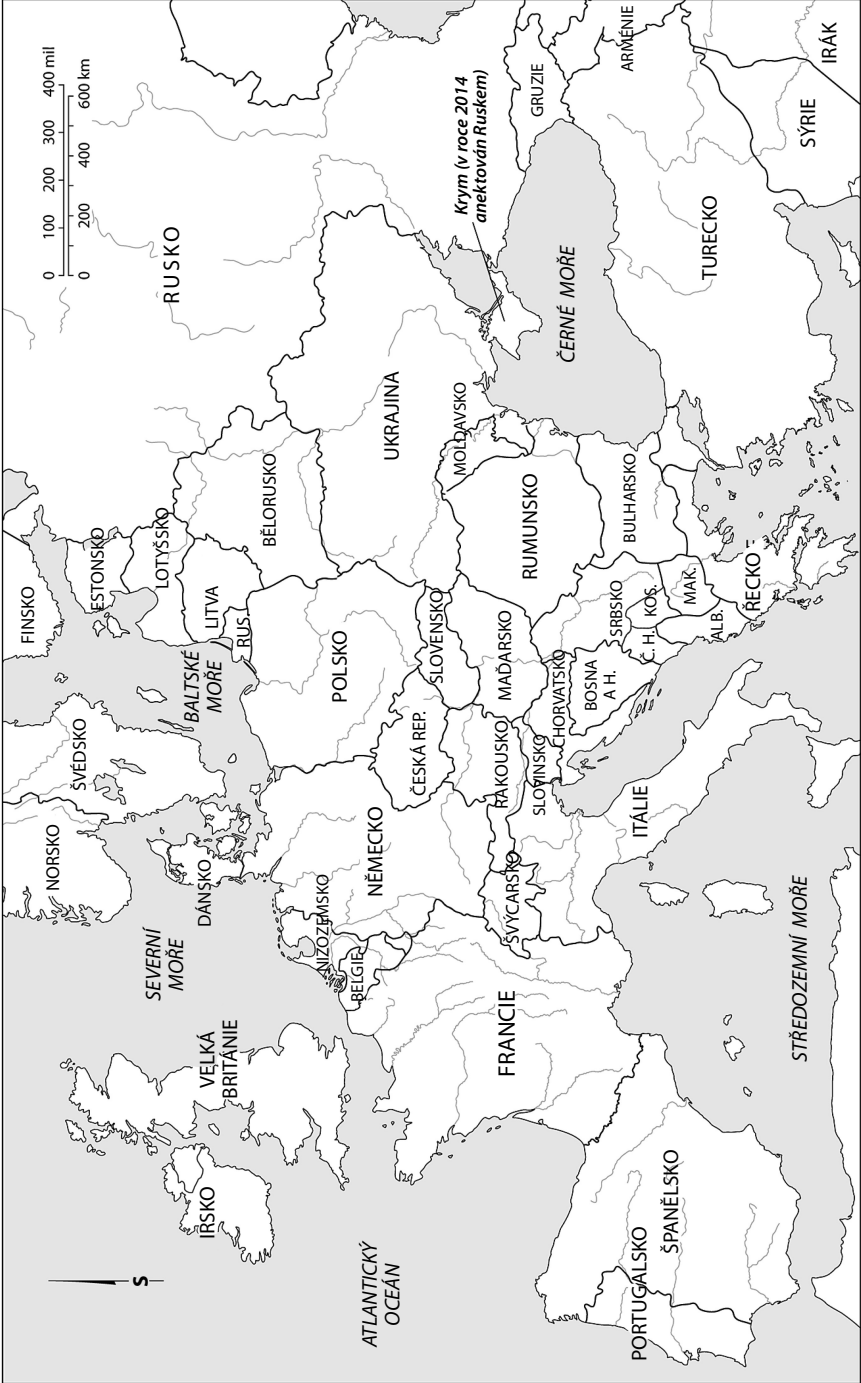 400 mil
300
200
100
0
600 km
400
200
0
RUSKO
Krym (v roce 2014
anektován Ruskem)
GRUZIE
ARMÉNIE
IRÁK
SÝRIE
TURECKO
ČERNÉ MOŘE
UKRAJINA
MOLDAVSKO
FINSKO
ESTONSKO
LOTYŠSKO
BĚLORUSKO
LITVA
RUS.
BALTSKÉ
MOŘE
POLSKO
SLOVENSKO
MAĎARSKO
RUMUNSKO
BULHARSKO
SRBSKO
KOS.
MAK.
Č. H.
ALB.
ŘECKO
BOSNA
A H.
CHORVATSKO
SLOVINSKO
RAKOUSKO
ČESKÁ REP.
ŠVÉDSKO
NORSKO
DÁNSKO
NĚMECKO
NIZOZEMSKO
BELGIE
ŠVÝCARSKO
ITÁLIE
SEVERNÍ
MOŘE
VELKÁ
BRITÁNIE
IRSKO
FRANCIE
STŘEDOZEMNÍ MOŘE
ŠPANĚLSKO
PORTUGALSKO
ATLANTICKÝ
OCEÁN
S